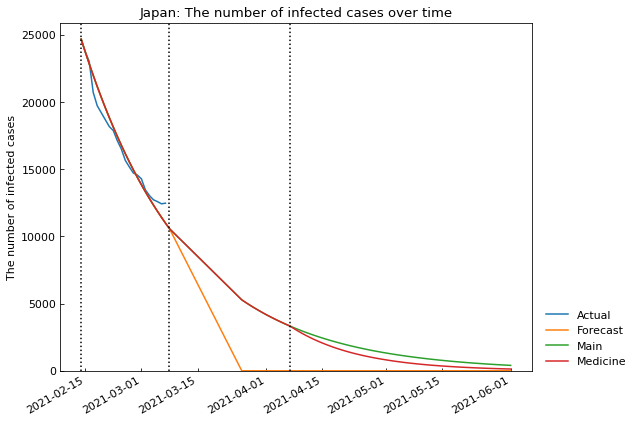 Japan: The number of infected cases over time
The number of infected cases
25000
20000
15000
10000
5000
0
2021-02-15
2021-03-01
2021-03-15
2021-04-01
2021-04-15
2021-05-01
2021-05-15
2021-06-01
Actual
Forecast
Main
Medicine